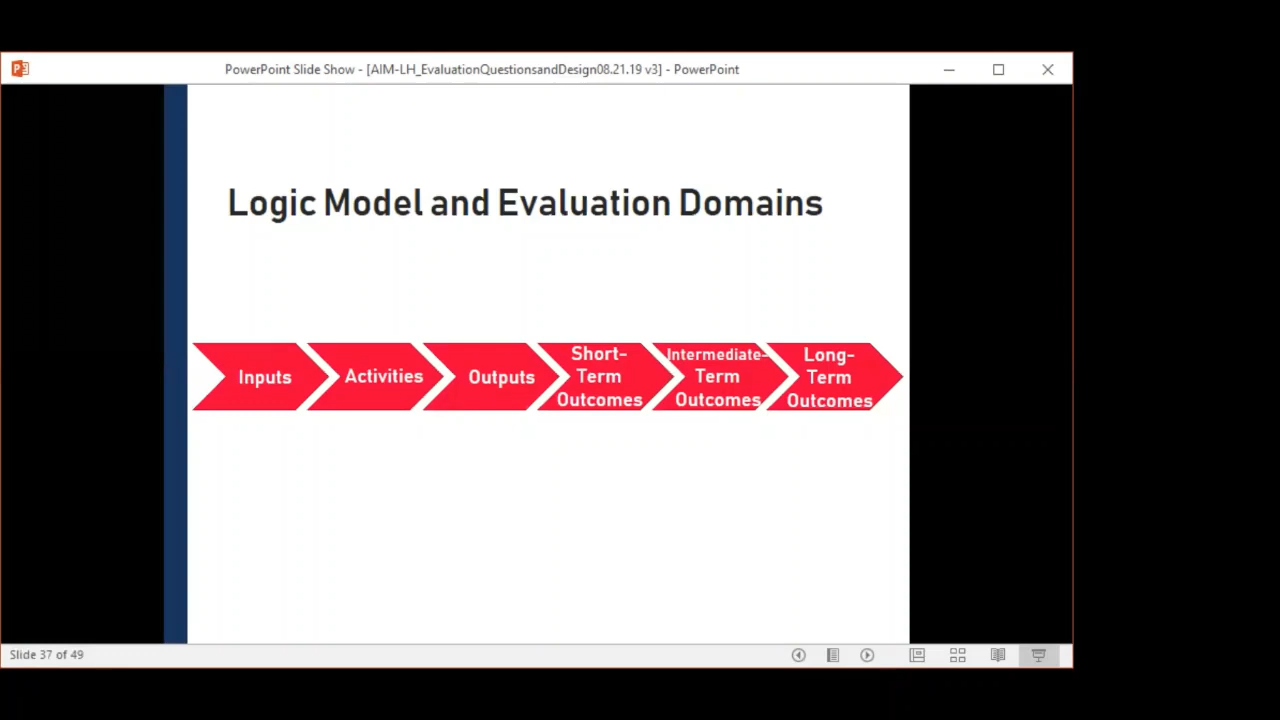 PowerPoint Slide Show - [AIM-LH_EvaluationQuestionsandDesign08.21.19 v3] - PowerPoint
Logic Model and Evaluation Domains
Inputs
Activities
Outputs
Short-
Term
Outcomes
Intermediate-
Term
Outcomes
Long-
Term
Outcomes
Slide 37 of 49